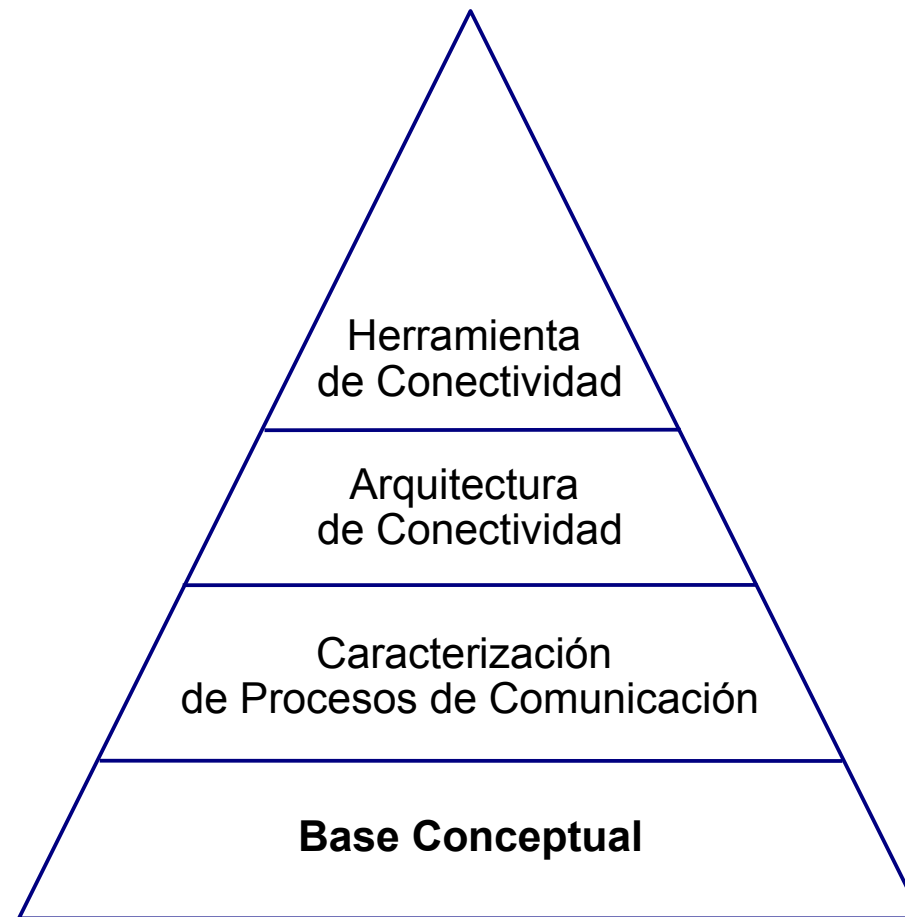 Herramienta
de Conectividad
Arquitectura
de Conectividad
Caracterización
de Procesos de Comunicación
Base Conceptual